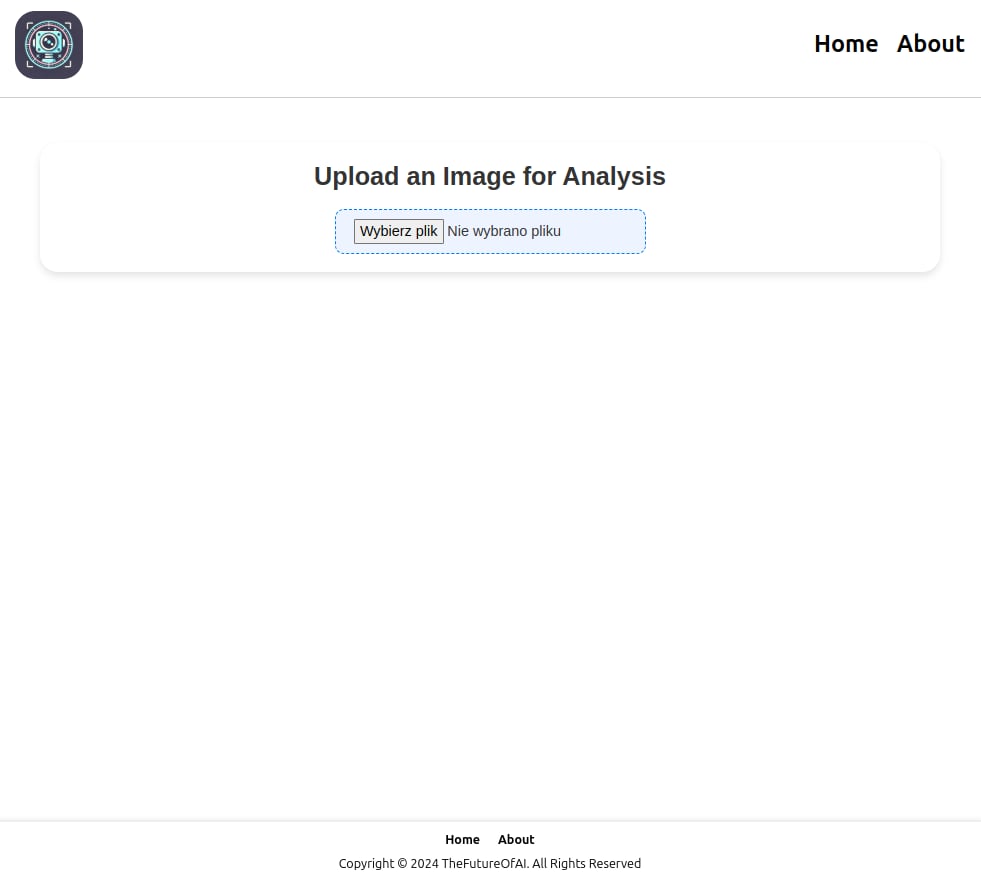 Home About
Upload an Image for Analysis
Wybierz plik Nie wybrano pliku
Home About
Copyright © 2024 TheFutureOfAI. All Rights Reserved